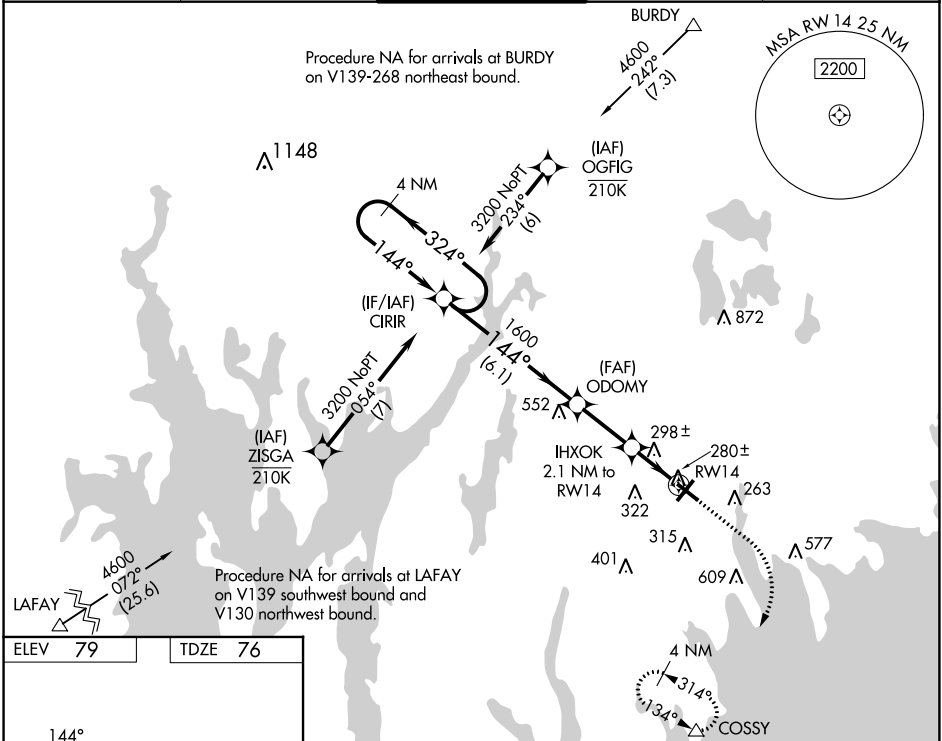 BURDY
MSA RW 14 25 NM
Procedure NA for arrivals at BURDY
on V139-268 northeast bound.
4600
242°
(7.3)
2200
1148
(IAF)
OGFIG
210K
4 NM
3200 NoPT
234°
(6)
324°
144°
(IF/IAF)
CIRIR
872
1600
144°
(6.1)
3200 NoPT
054°
(7)
(FAF)
ODOMY
552
(IAF)
ZISGA
210K
IHXOK
2.1 NM to
RW14
298±
280±
RW14
263
322
315
577
401
609
4600
072°
(25.6)
LAFAY
Procedure NA for arrivals at LAFAY
on V139 southwest bound and
V130 northwest bound.
ELEV 79
TDZE 76
4 NM
314°
134°
COSSY
144°